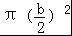 π (b/2) ²